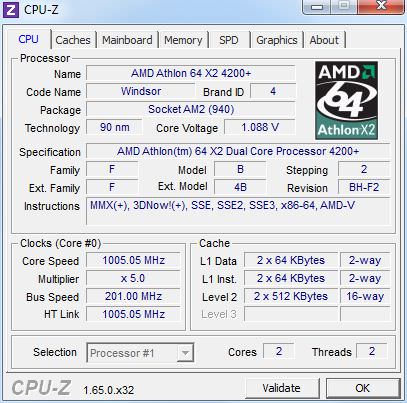 CPU-Z
CPU Caches Mainboard Memory SPD Graphics About
Processor
Name AMD Athlon 64 X2 4200+
Code Name Windsor Brand ID 4
Package Socket AM2 (940)
Technology 90 nm Core Voltage 1.088 V
AMD
64
Athlon X2
Specification AMD Athlon(tm) 64 X2 Dual Core Processor 4200+
Family F Model B Stepping 2
Ext. Family F Ext. Model 4B Revision BH-F2
Instructions MMX(+), 3DNow!(+), SSE, SSE2, SSE3, x86-64, AMD-V
Clocks (Core #0)
Core Speed 1005.05 MHz
Multiplier x 5.0
Bus Speed 201.00 MHz
HT Link 1005.05 MHz
Cache
L1 Data 2 x 64 KBytes 2-way
L1 Inst. 2 x 64 KBytes 2-way
Level 2 2 x 512 KBytes 16-way
Level 3
Selection Processor #1 Cores 2 Threads 2
CPU-Z 1.65.0.x32 Validate OK